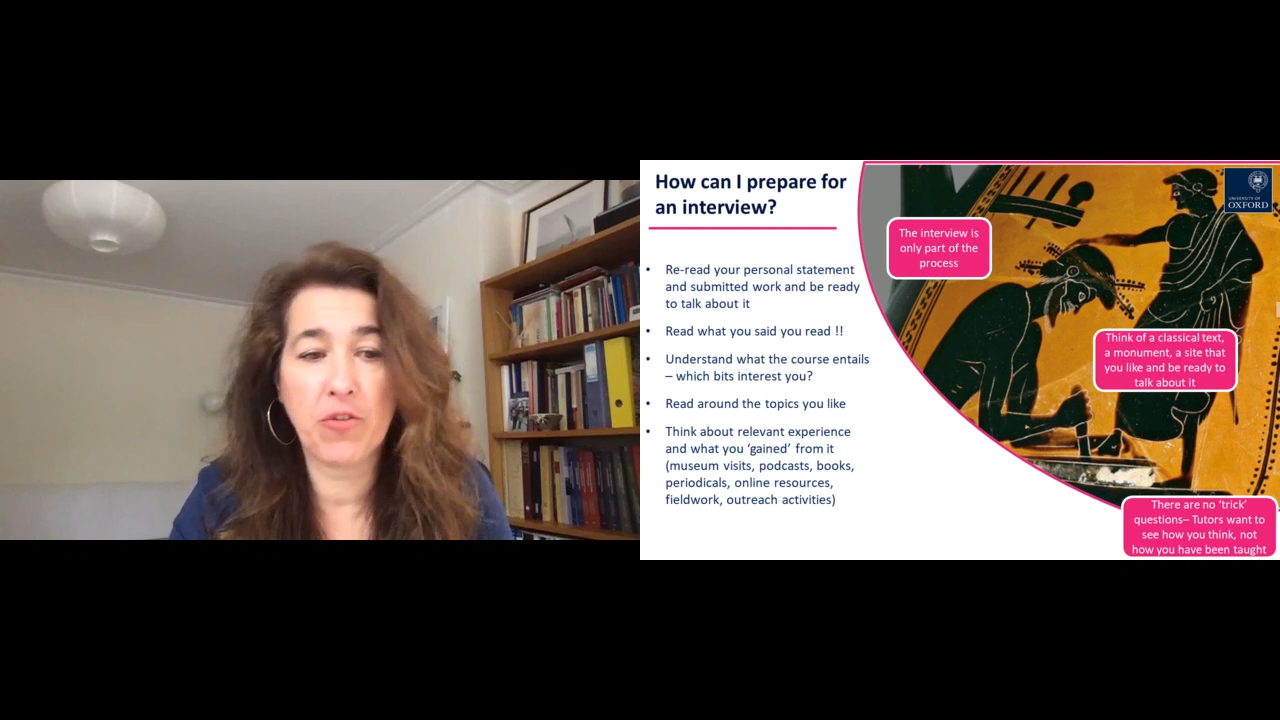 How can I prepare for
an interview?
• Re-read your personal statement
and submitted work and be ready
to talk about it
• Read what you said you read !!
• Understand what the course entails
– which bits interest you?
• Read around the topics you like
• Think about relevant experience
and what you ‘gained’ from it
(museum visits, podcasts, books,
periodicals, online resources,
fieldwork, outreach activities)
The interview is
only part of the
process
UNIVERSITY OF
OXFORD
Think of a classical text,
a monument, a site that
you like and be ready to
talk about it
There are no ‘trick’
questions– Tutors want to
see how you think, not
how you have been taught